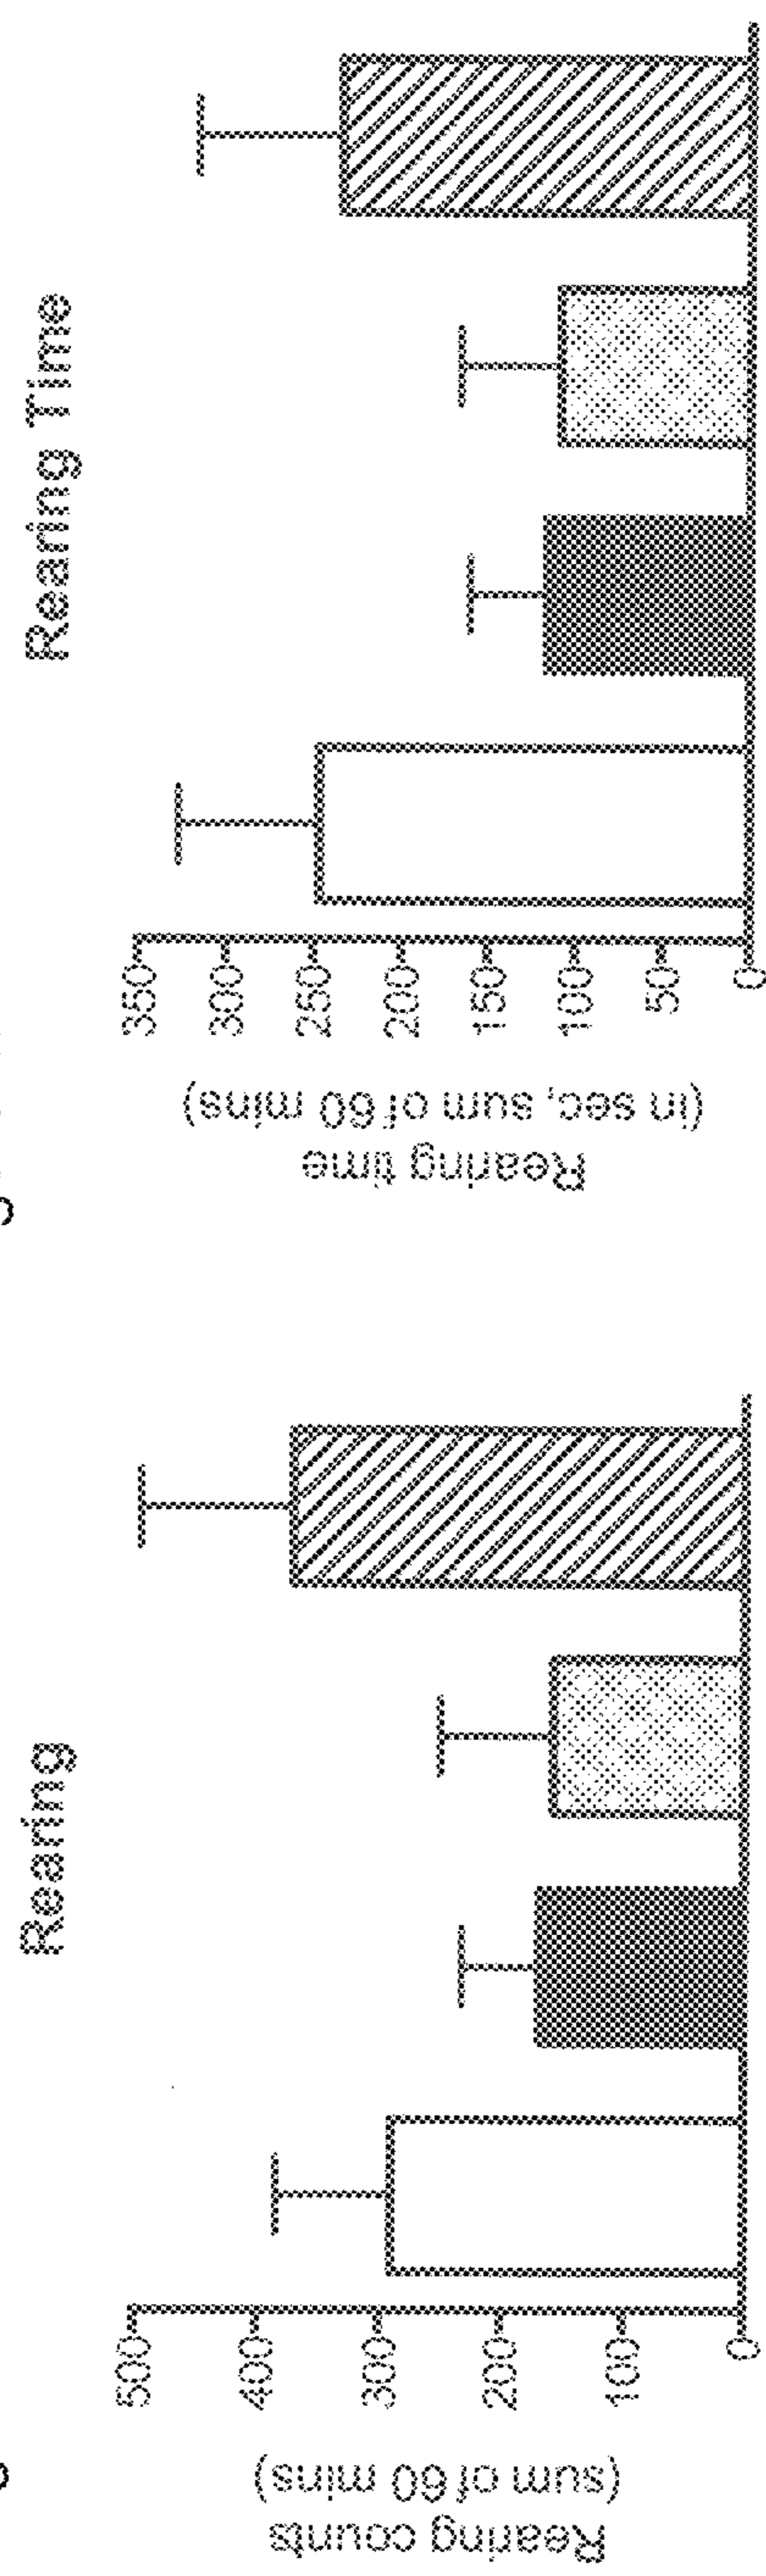 Rearing
Rearing counts
(sum of 60 mins)
500
400
300
200
100
0
Rearing Time
Rearing time
(in sec, sum of 60 mins)
350
300
250
200
150
100
50
0